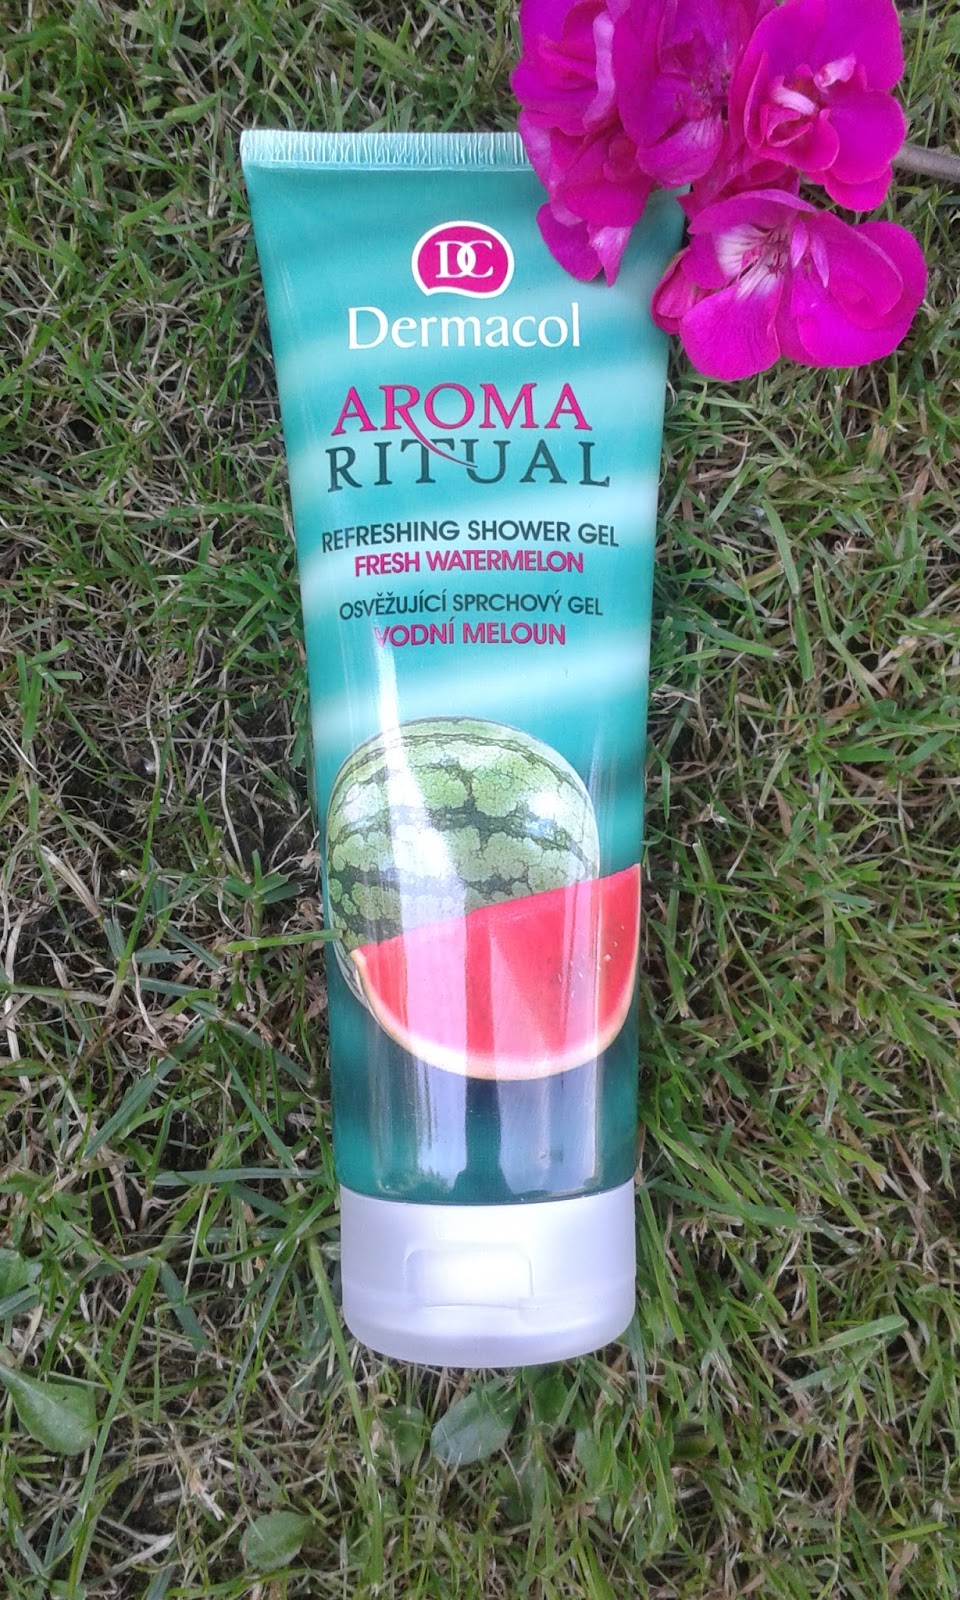 DC
Dermacol
AROMA
RITUAL
REFRESHING SHOWER GEL
FRESH WATERMELON
OSVĚŽUJÍCÍ SPRCHOVÝ GEL
VODNÍ MELOUN